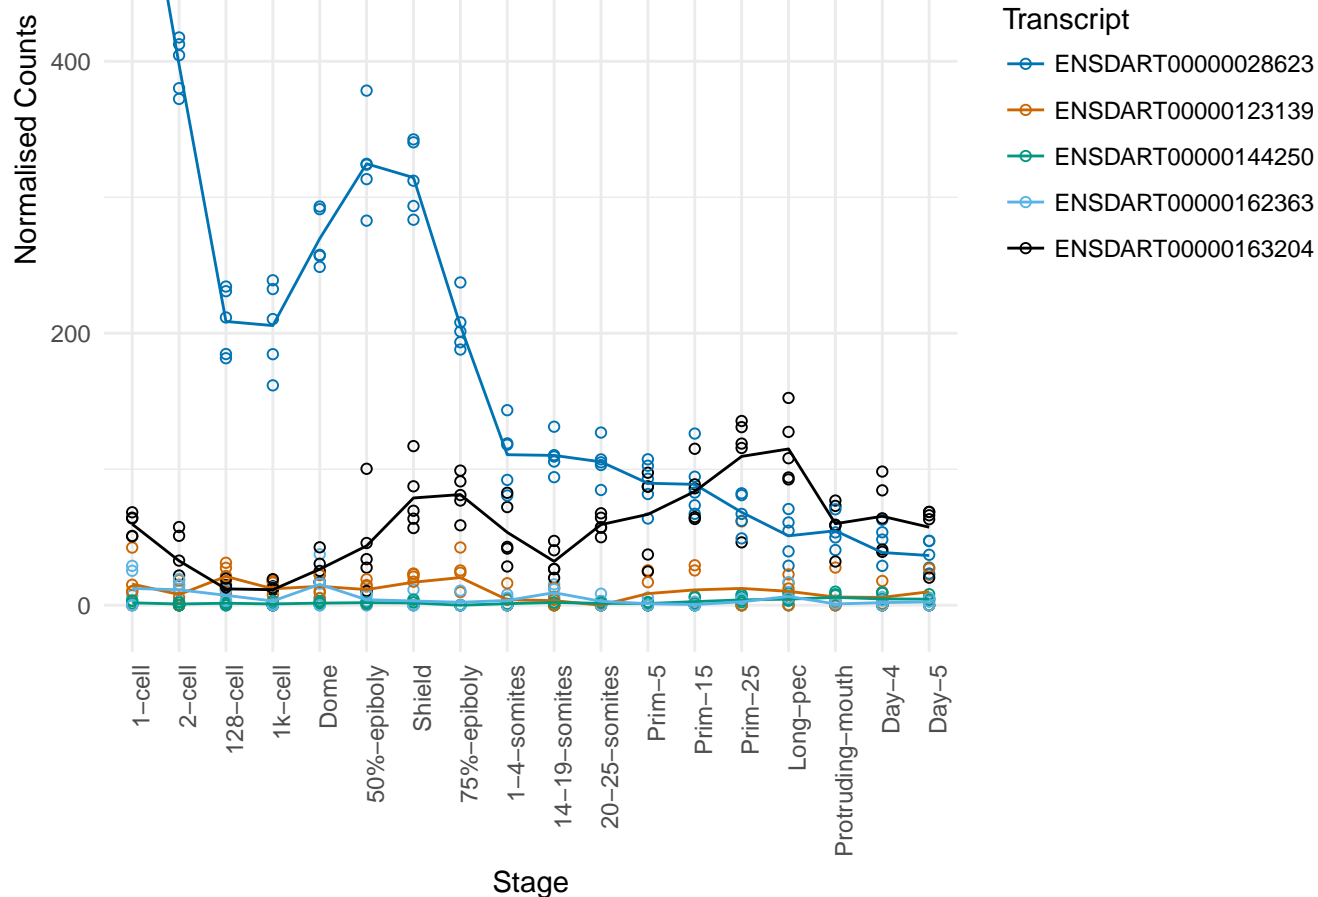 Normalised Counts
400
200
0
1−cell
2−cell
128−cell
1k−cell
Dome
50%−epiboly
Shield
75%−epiboly
1−4−somites
14−19−somites
20−25−somites
Prim−5
Prim−15
Prim−25
Long−pec
Protruding−mouth
Day−4
Day−5
Stage
Transcript
ENSDART00000028623
ENSDART00000123139
ENSDART00000144250
ENSDART00000162363
ENSDART00000163204